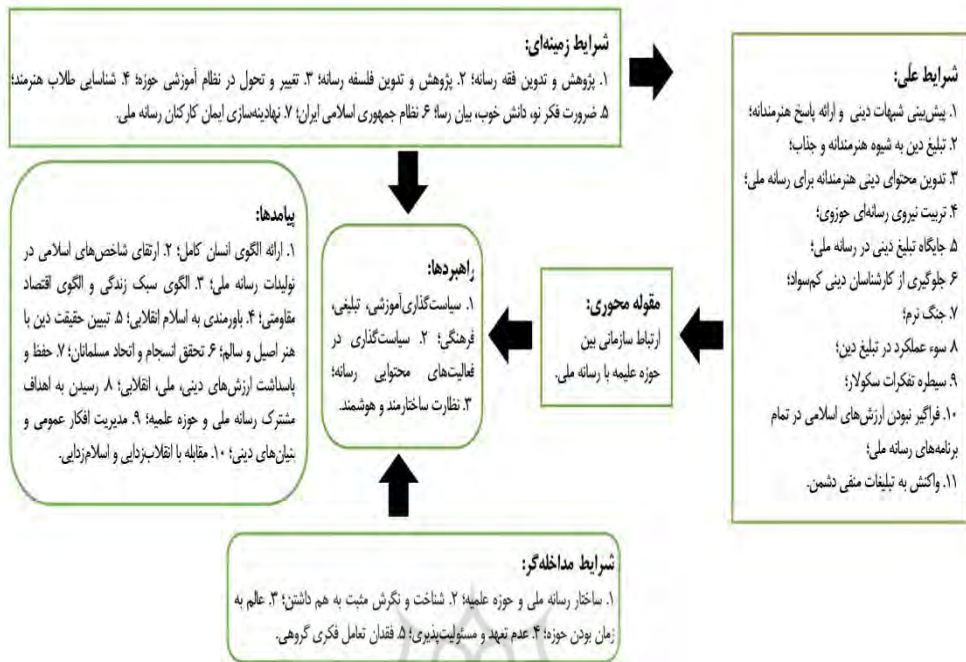 شرایط زمینه‌ای:
۱. پژوهش و تدوین فقه رسانه؛ ۲. پژوهش و تدوین فلسفه رسانه؛ ۳. تغییر و تحول در نظام آموزشی حوزه؛ ۴. شناسایی طلاب هنرمند؛
۵. ضرورت فکر نو، دانش خوب، بیان رسا؛ ۶. نظام جمهوری اسلامی ایران؛ ۷. نهادینه‌سازی ایمان کارکنان رسانه ملی.
شرایط علّی:
۱. پیش‌بینی شبهات دینی و ارائه پاسخ هنرمندانه؛
۲. تبلیغ دین به شیوه هنرمندانه و جذاب؛
۳. تدوین محتوای دینی هنرمندانه برای رسانه ملی؛
۴. تربیت نیروی رسانه‌ای حوزوی؛
۵. جایگاه تبلیغ دینی در رسانه ملی؛
۶. جلوگیری از کارشناسان دینی کم‌سواد؛
۷. جنگ نرم؛
۸. سوء عملکرد در تبلیغ دین؛
۹. سیطره تفکرات سکولار؛
۱۰. فراگیر نبودن ارزش‌های اسلامی در تمام
برنامه‌های رسانه ملی؛
۱۱. واکنش به تبلیغات منفی دشمن.
مقوله محوری:
ارتباط سازمانی بین
حوزه علیمه با رسانه ملی.
راهبردها:
۱. سیاست‌گذاری‌آموزشی، تبلیغی،
فرهنگی؛ ۲. سیاست‌گذاری در
فعالیت‌های محتوایی رسانه؛
۳. نظارت ساختارمند و هوشمند.
پیامدها:
۱. ارائه الگوی انسان کامل؛ ۲. ارتقای شاخص‌های اسلامی در
تولیدات رسانه ملی؛ ۳. الگوی سبک زندگی و الگوی اقتصاد
مقاومتی؛ ۴. باورمندی به اسلام انقلابی؛ ۵. تبیین حقیقت دین با
هنر اصیل و سالم؛ ۶. تحقق انسجام و اتحاد مسلمانان؛ ۷. حفظ و
پاسداشت ارزش‌های دینی، ملی، انقلابی؛ ۸. رسیدن به اهداف
مشترک رسانه ملی و حوزه علمیه؛ ۹. مدیریت افکار عمومی و
بنیان‌های دینی؛ ۱۰. مقابله با انقلاب‌زدایی و اسلام‌زدایی.
شرایط مداخله‌گر:
۱. ساختار رسانه ملی و حوزه علمیه؛ ۲. شناخت و نگرش مثبت به هم داشتن؛ ۳. عالم به
زمان بودن حوزه؛ ۴. عدم تعهد و مسئولیت‌پذیری؛ ۵. فقدان تعامل فکری گروهی.